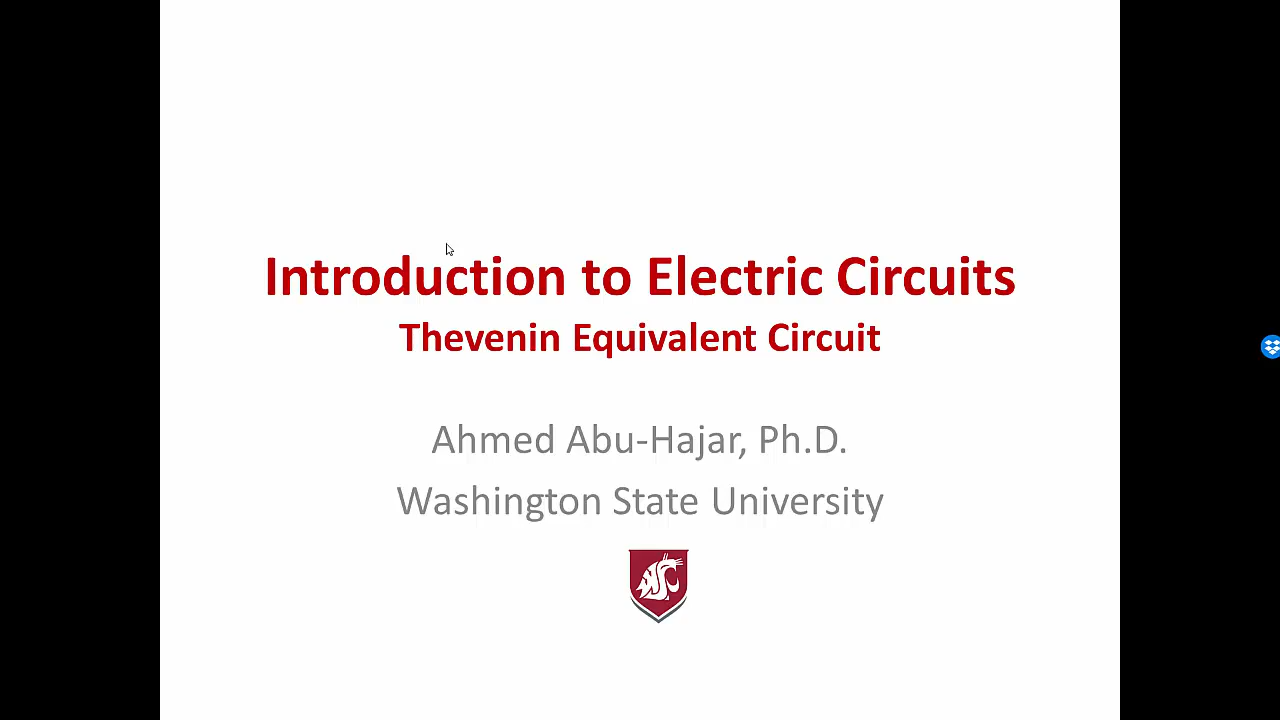 Introduction to Electric Circuits
Thevenin Equivalent Circuit
Ahmed Abu-Hajar, Ph.D.
Washington State University